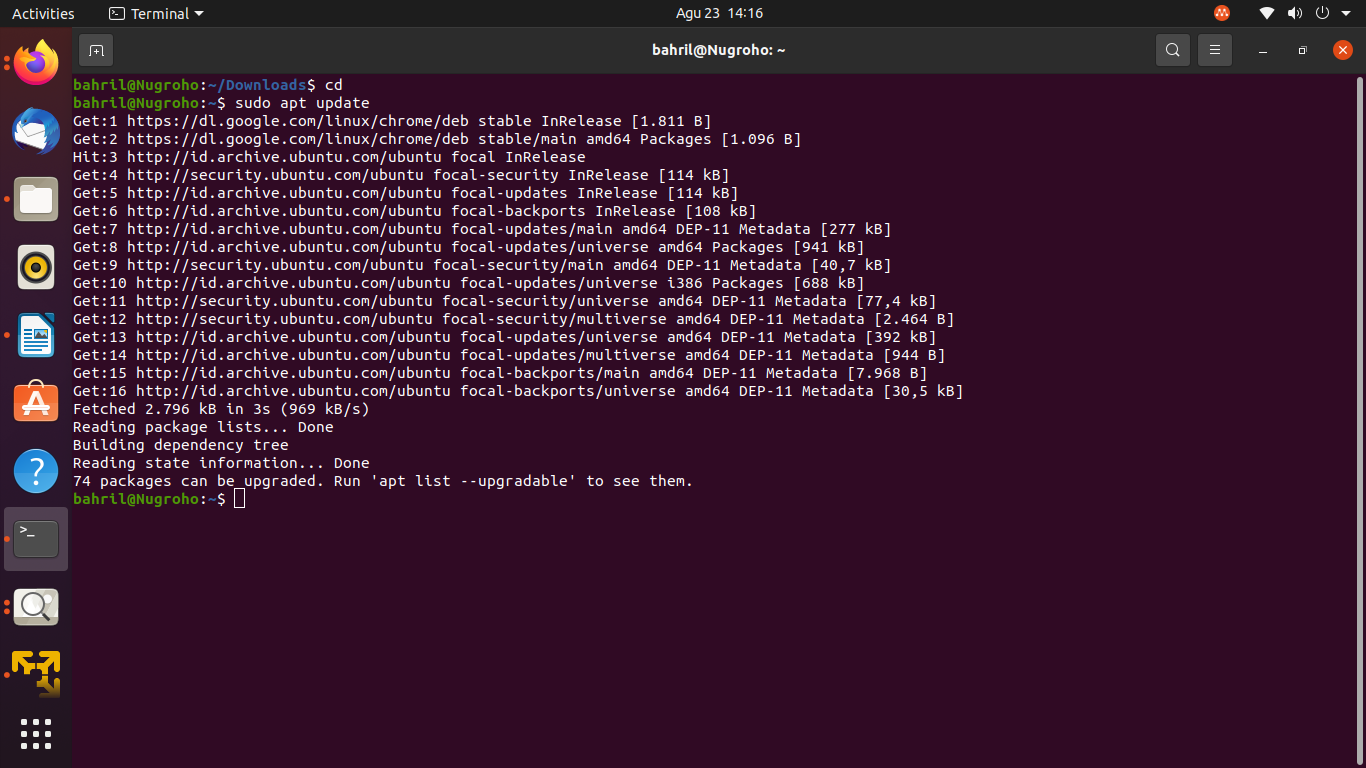 Activities Terminal Agu 23 14:16
bahril@Nugroho: ~
bahril@Nugroho:~/Downloads$ cd
bahril@Nugroho:~$ sudo apt update
Get:1 https://dl.google.com/linux/chrome/deb stable InRelease [1.811 B]
Get:2 https://dl.google.com/linux/chrome/deb stable/main amd64 Packages [1.096 B]
Hit:3 http://id.archive.ubuntu.com/ubuntu focal InRelease
Get:4 http://security.ubuntu.com/ubuntu focal-security InRelease [114 kB]
Get:5 http://id.archive.ubuntu.com/ubuntu focal-updates InRelease [114 kB]
Get:6 http://id.archive.ubuntu.com/ubuntu focal-backports InRelease [108 kB]
Get:7 http://id.archive.ubuntu.com/ubuntu focal-updates/main amd64 DEP-11 Metadata [277 kB]
Get:8 http://id.archive.ubuntu.com/ubuntu focal-updates/universe amd64 Packages [941 kB]
Get:9 http://security.ubuntu.com/ubuntu focal-security/main amd64 DEP-11 Metadata [40,7 kB]
Get:10 http://id.archive.ubuntu.com/ubuntu focal-updates/universe i386 Packages [688 kB]
Get:11 http://security.ubuntu.com/ubuntu focal-security/universe amd64 DEP-11 Metadata [77,4 kB]
Get:12 http://security.ubuntu.com/ubuntu focal-security/multiverse amd64 DEP-11 Metadata [2.464 B]
Get:13 http://id.archive.ubuntu.com/ubuntu focal-updates/universe amd64 DEP-11 Metadata [392 kB]
Get:14 http://id.archive.ubuntu.com/ubuntu focal-updates/multiverse amd64 DEP-11 Metadata [944 B]
Get:15 http://id.archive.ubuntu.com/ubuntu focal-backports/main amd64 DEP-11 Metadata [7.968 B]
Get:16 http://id.archive.ubuntu.com/ubuntu focal-backports/universe amd64 DEP-11 Metadata [30,5 kB]
Fetched 2.796 kB in 3s (969 kB/s)
Reading package lists... Done
Building dependency tree
Reading state information... Done
74 packages can be upgraded. Run 'apt list --upgradable' to see them.
bahril@Nugroho:~$